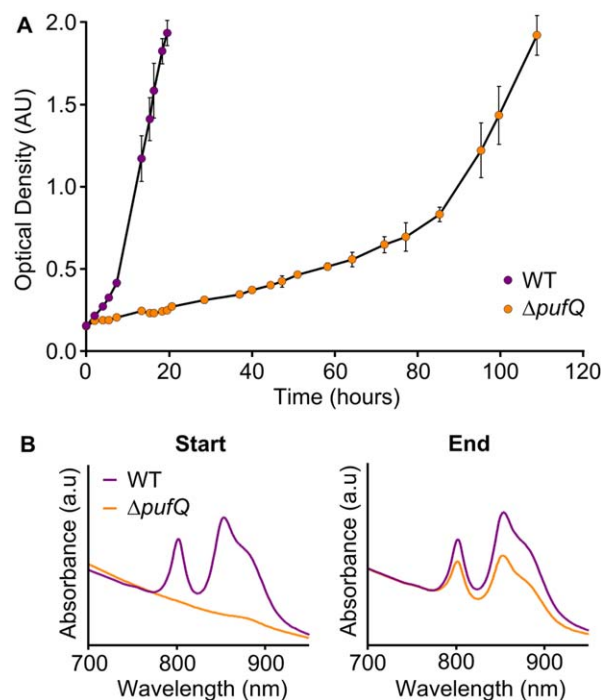 A
Optical Density (AU)
2.0
1.5
1.0
0.5
0.0
WT
ΔpufQ
0 20 40 60 80 100 120
Time (hours)
B
Start
End
WT
ΔpufQ
Absorbance (a.u)
Absorbance (a.u)
700 800 900
700 800 900
Wavelength (nm)
Wavelength (nm)